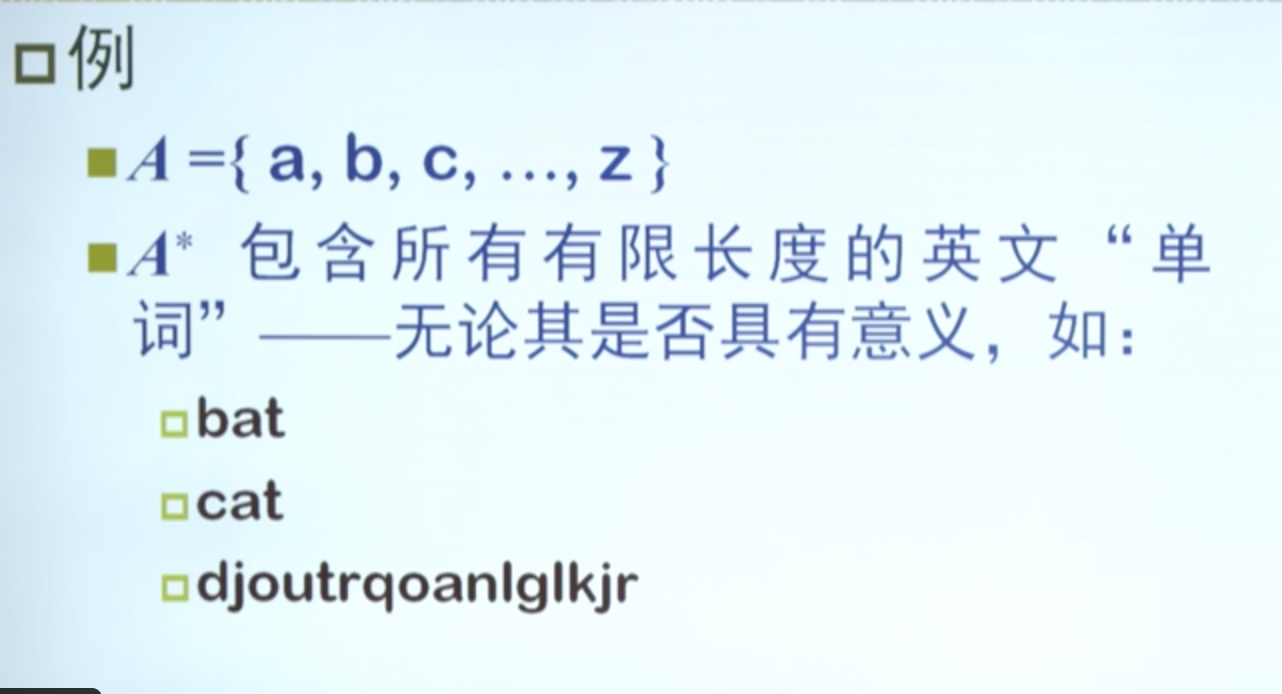 例
A ={ a, b, c, …, z }
A* 包含所有有限长度的英文“单
词”——无论其是否具有意义，如：
bat
cat
djoutrqoanlglkjr